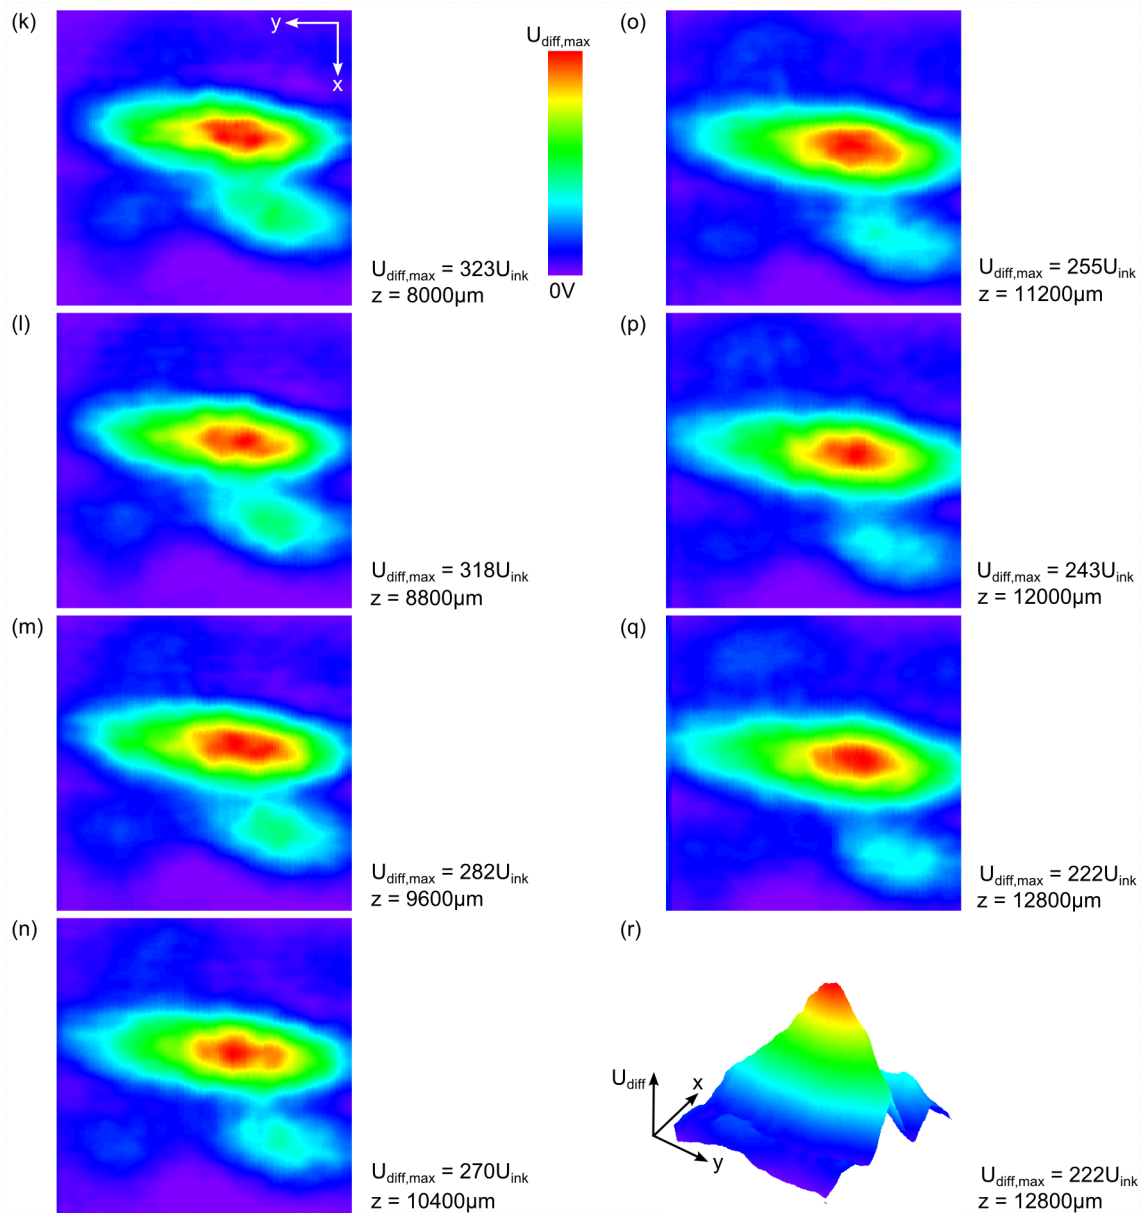 (k)
y
x
U_diff,max
0V
U_diff,max = 323U_ink
z = 8000µm
(l)
U_diff,max = 318U_ink
z = 8800µm
(m)
U_diff,max = 282U_ink
z = 9600µm
(n)
U_diff,max = 270U_ink
z = 10400µm
(o)
U_diff,max = 255U_ink
z = 11200µm
(p)
U_diff,max = 243U_ink
z = 12000µm
(q)
U_diff,max = 222U_ink
z = 12800µm
(r)
U_diff
x
y
U_diff,max = 222U_ink
z = 12800µm